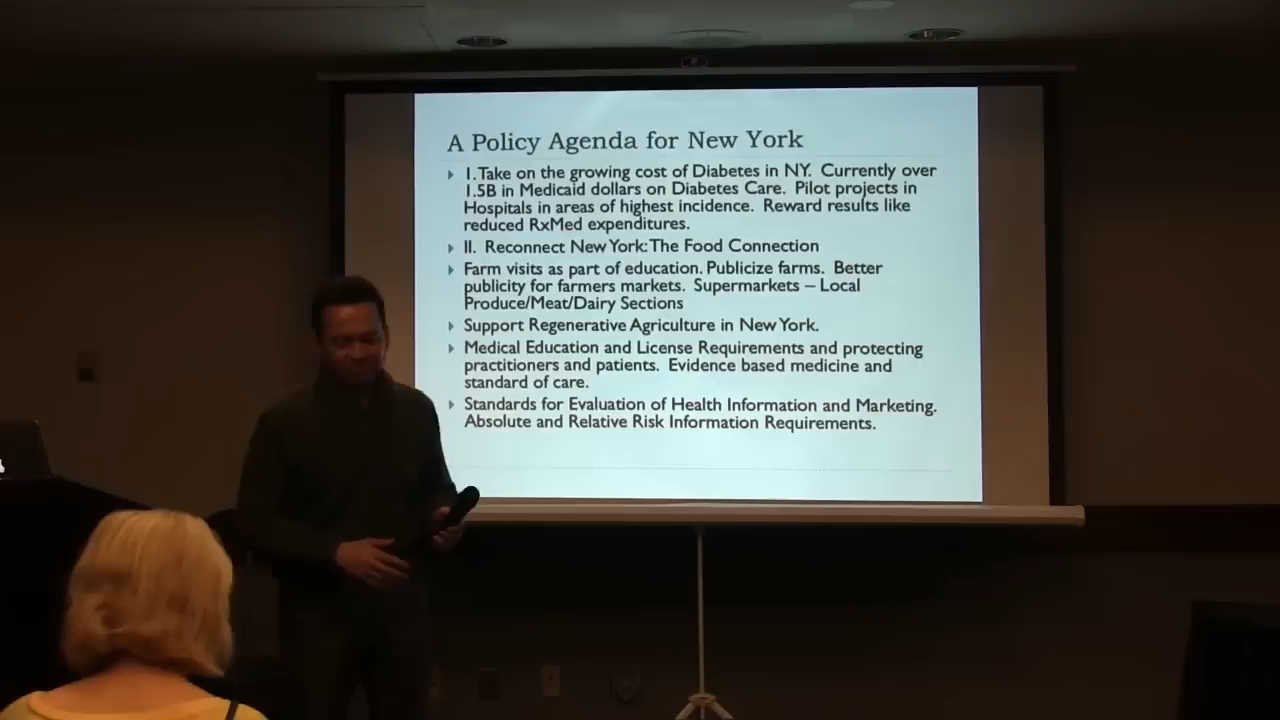 A Policy Agenda for New York
I. Take on the growing cost of Diabetes in NY. Currently over
1.5B in Medicaid dollars on Diabetes Care. Pilot projects in
Hospitals in areas of highest incidence. Reward results like
reduced RxMed expenditures.
II. Reconnect New York: The Food Connection
Farm visits as part of education. Publicize farms. Better
publicity for farmers markets. Supermarkets – Local
Produce/Meat/Dairy Sections
Support Regenerative Agriculture in New York.
Medical Education and License Requirements and protecting
practitioners and patients. Evidence based medicine and
standard of care.
Standards for Evaluation of Health Information and Marketing.
Absolute and Relative Risk Information Requirements.